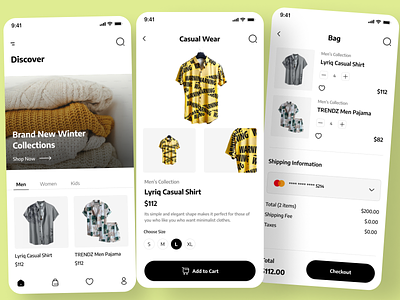 9:41
Discover
Brand New Winter
Collections
Shop Now
Men Women Kids
Lyriq Casual Shirt
$112
TRENDZ Men Pajama
$112
9:41
Casual Wear
WARNING
Men's Collection
Lyriq Casual Shirt
$112
Its simple and elegant shape makes it perfect for those of
you who like you who want minimalist clothes.
Choose Size
S M L XL
Add to Cart
9:41
Bag
Men's Collection
Lyriq Casual Shirt
1
$112
Men's Collection
TRENDZ Men Pajama
1
$82
Shipping Information
**** **** **** 5214
Total (2 items) $200.00
Shipping Fee $0.00
Taxes $0.00
Total
$112.00
Checkout